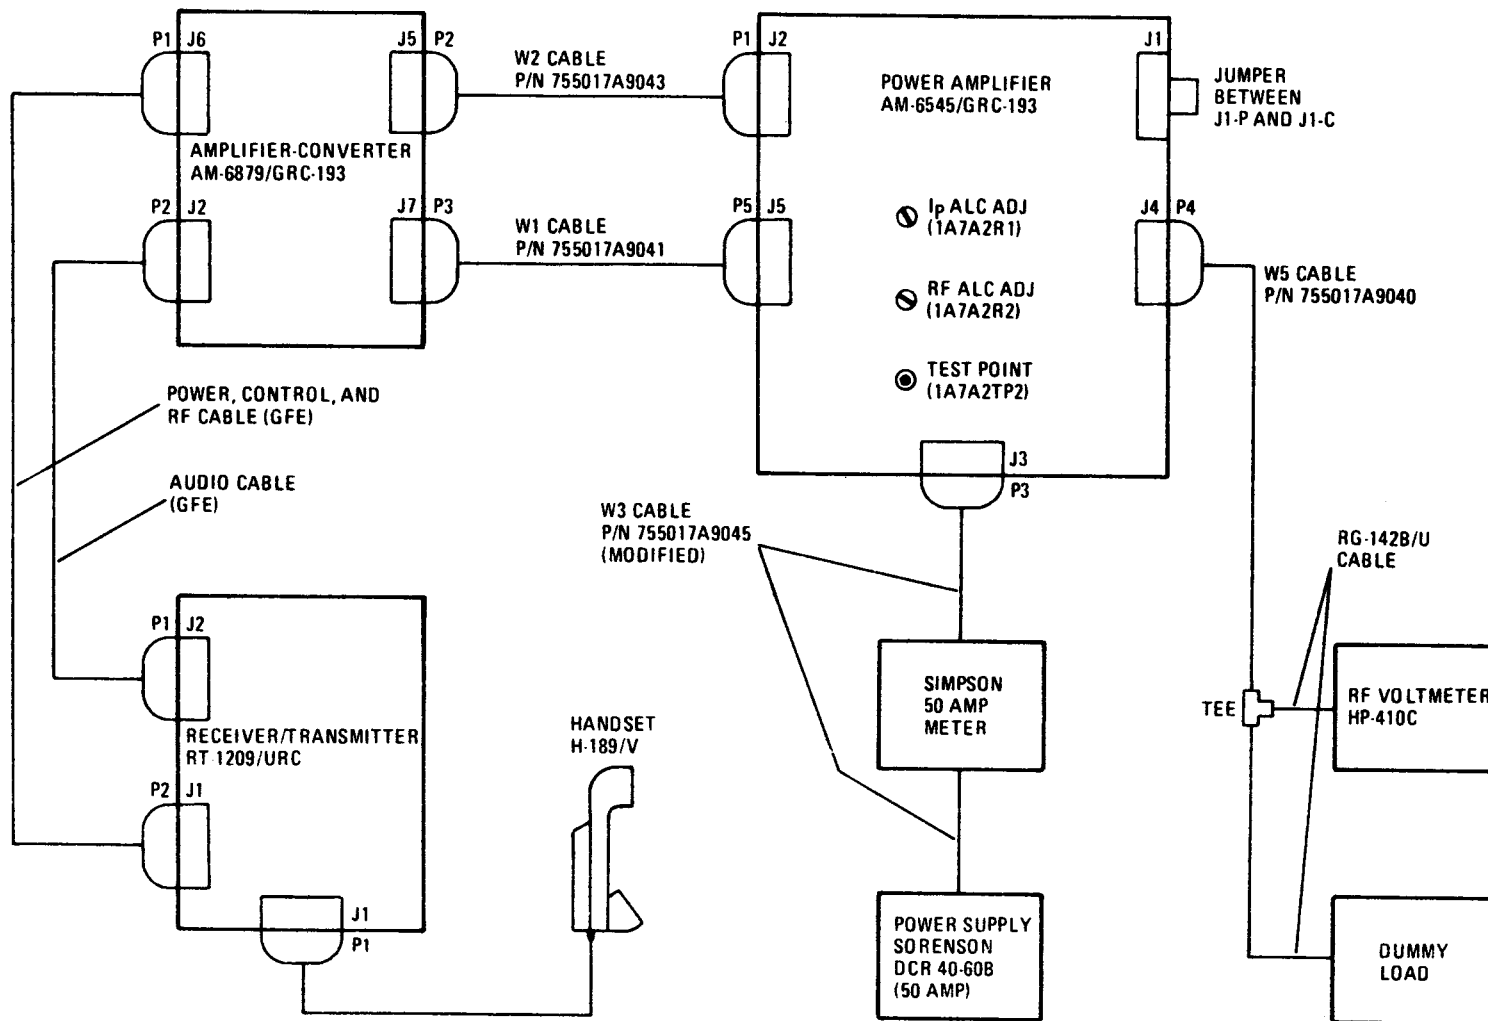 P1 J6
J5 P2
W2 CABLE
P/N 755017A9043
P1 J2
J1
POWER AMPLIFIER
AM-6545/GRC-193
JUMPER
BETWEEN
J1-P AND J1-C
AMPLIFIER-CONVERTER
AM-6879/GRC-193
P2 J2
J7 P3
W1 CABLE
P/N 755017A9041
P5 J5
Ip ALC ADJ
(1A7A2R1)
J4 P4
RF ALC ADJ
(1A7A2R2)
W5 CABLE
P/N 755017A9040
TEST POINT
(1A7A2TP2)
POWER, CONTROL, AND
RF CABLE (GFE)
AUDIO CABLE
(GFE)
J3
P3
W3 CABLE
P/N 755017A9045
(MODIFIED)
RG-142B/U
CABLE
P1 J2
RECEIVER/TRANSMITTER
RT-1209/URC
P2 J1
J1
P1
HANDSET
H-189/V
SIMPSON
50 AMP
METER
TEE
RF VOLTMETER
HP-410C
POWER SUPPLY
SORENSON
DCR 40-60B
(50 AMP)
DUMMY
LOAD